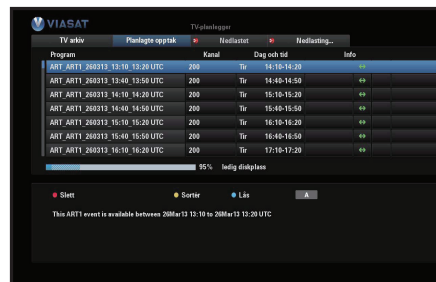 VIASAT TV-planlegger
TV arkiv Planlagte opptak Nedlastet Nedlasting...
Program Kanal Dag och tid Info
ART_ART1_260313_13:10_13:20 UTC 200 Tir 14:10-14:20
ART_ART1_260313_13:40_13:50 UTC 200 Tir 14:40-14:50
ART_ART1_260313_14:10_14:20 UTC 200 Tir 15:10-15:20
ART_ART1_260313_14:40_14:50 UTC 200 Tir 15:40-15:50
ART_ART1_260313_15:10_15:20 UTC 200 Tir 16:10-16:20
ART_ART1_260313_15:40_15:50 UTC 200 Tir 16:40-16:50
ART_ART1_260313_16:10_16:20 UTC 200 Tir 17:10-17:20
95% ledig diskplass
Slett Sortér Lås A
This ART1 event is available between 26Mar13 13:10 to 26Mar13 13:20 UTC